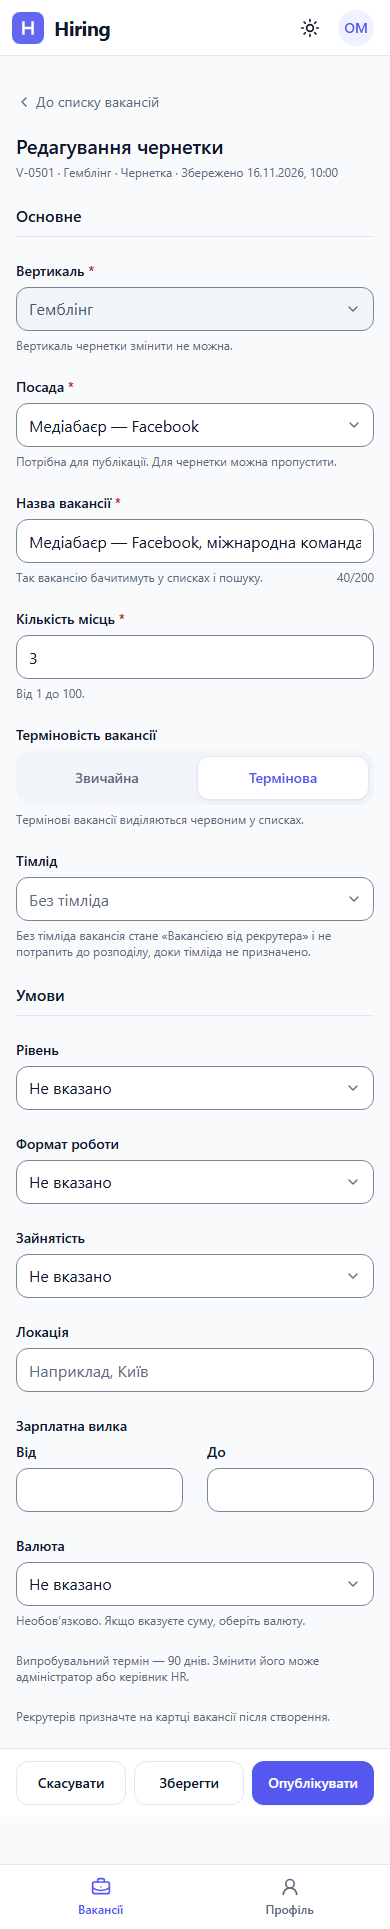 H Hiring OM
До списку вакансій
Редагування чернетки
V-0501 · Гемблінг · Чернетка · Збережено 16.11.2026, 10:00
Основне
Вертикаль *
Гемблінг
Вертикаль чернетки змінити не можна.
Посада *
Медіабаєр — Facebook
Потрібна для публікації. Для чернетки можна пропустити.
Назва вакансії *
Медіабаєр — Facebook, міжнародна команда
Так вакансію бачитимуть у списках і пошуку. 40/200
Кількість місць *
3
Від 1 до 100.
Терміновість вакансії
Звичайна Термінова
Термінові вакансії виділяються червоним у списках.
Тімлід
Без тімліда
Без тімліда вакансія стане «Вакансією від рекрутера» і не
потрапить до розподілу, доки тімліда не призначено.
Умови
Рівень
Не вказано
Формат роботи
Не вказано
Зайнятість
Не вказано
Локація
Наприклад, Київ
Зарплатна вилка
Від До
Валюта
Не вказано
Необов’язково. Якщо вказуєте суму, оберіть валюту.
Випробувальний термін — 90 днів. Змінити його може
адміністратор або керівник HR.
Рекрутерів призначте на картці вакансії після створення.
Скасувати Зберегти Опублікувати
Вакансії Профіль